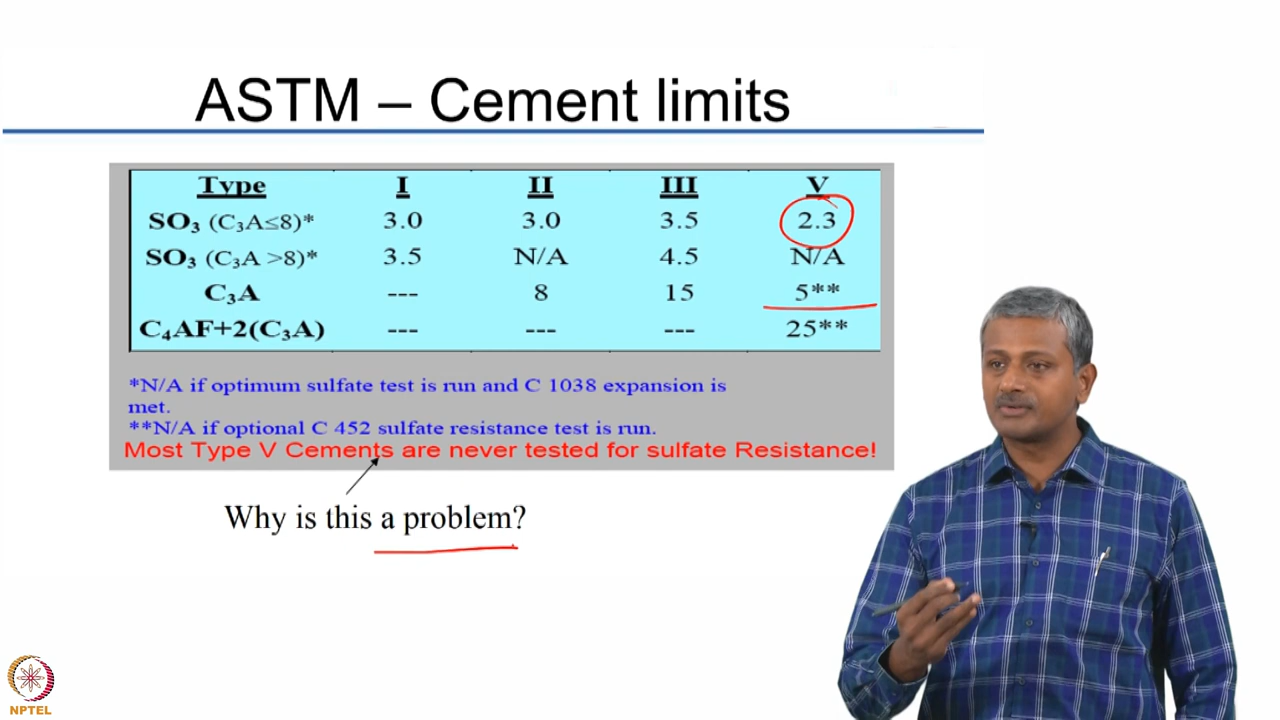 ASTM – Cement limits
Type I II III V
SO₃ (C₃A≤8)* 3.0 3.0 3.5 2.3
SO₃ (C₃A >8)* 3.5 N/A 4.5 N/A
C₃A --- 8 15 5**
C₄AF+2(C₃A) --- --- --- 25**
*N/A if optimum sulfate test is run and C 1038 expansion is
met.
**N/A if optional C 452 sulfate resistance test is run.
Most Type V Cements are never tested for sulfate Resistance!
Why is this a problem?
NPTEL